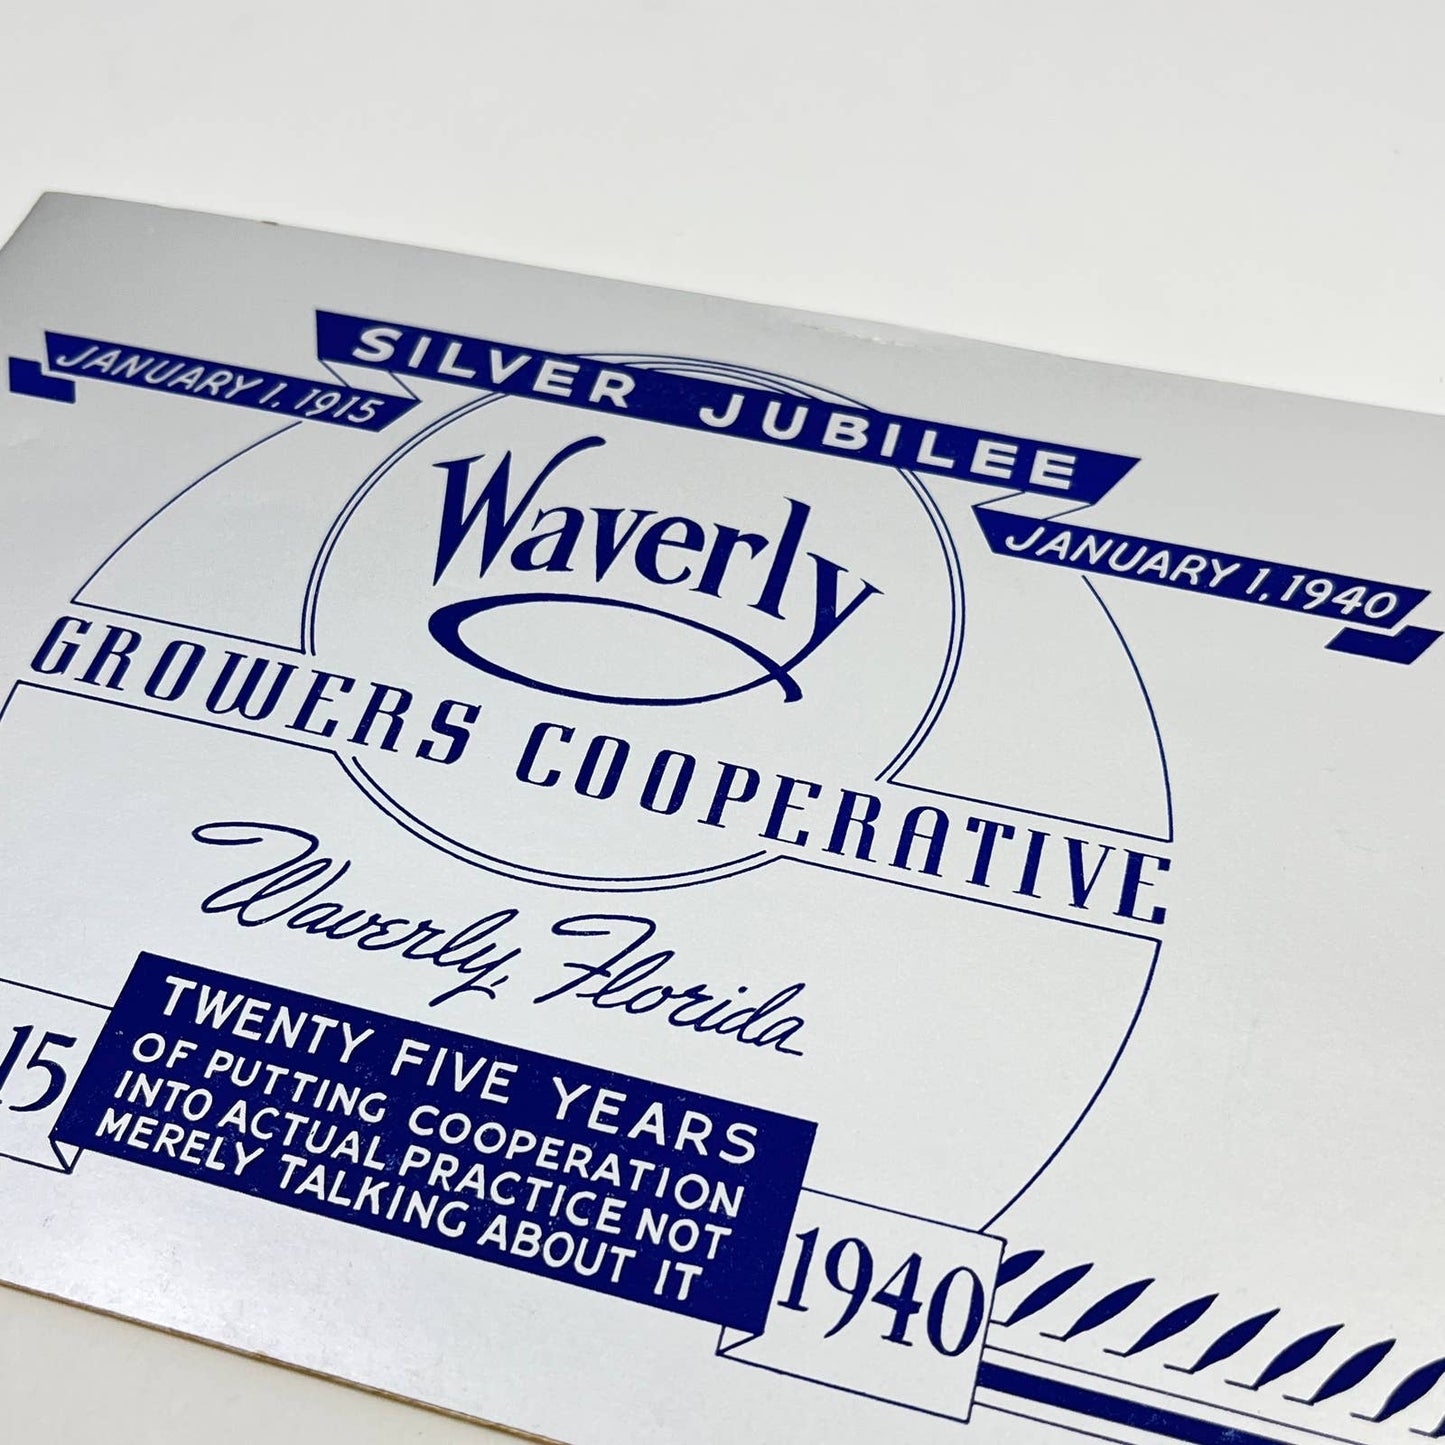 SILVER JUBILEE
JANUARY 1, 1915
JANUARY 1, 1940
Waverly
GROWERS COOPERATIVE
Waverly, Florida
TWENTY FIVE YEARS
OF PUTTING COOPERATION
INTO ACTUAL PRACTICE NOT
MERELY TALKING ABOUT IT
15
1940